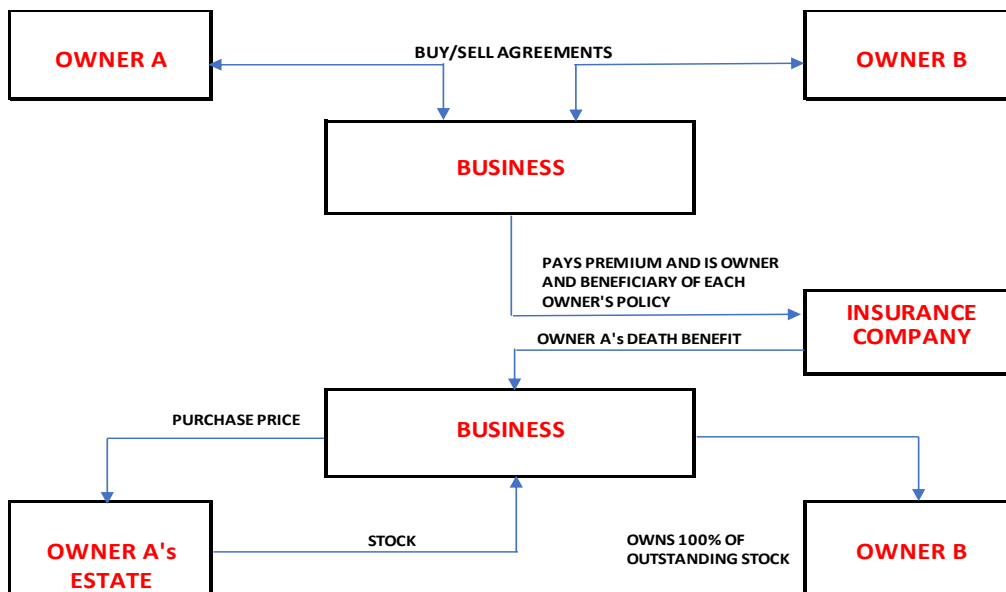 OWNER A
BUY/SELL AGREEMENTS
OWNER B
BUSINESS
PAYS PREMIUM AND IS OWNER
AND BENEFICIARY OF EACH
OWNER'S POLICY
INSURANCE
COMPANY
OWNER A's DEATH BENEFIT
PURCHASE PRICE
BUSINESS
OWNER A's
ESTATE
STOCK
OWNS 100% OF
OUTSTANDING STOCK
OWNER B